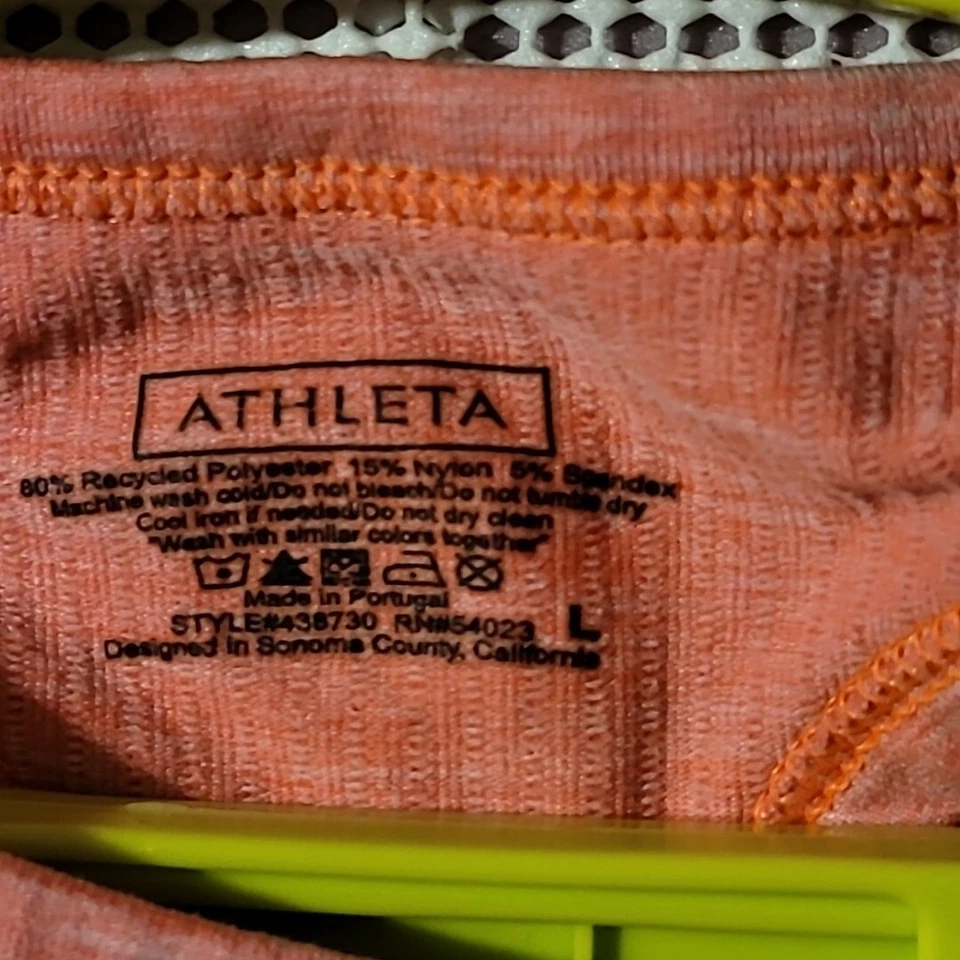 ATHLETA
80% Recycled Polyester 15% Nylon 5% Spandex
Machine wash cold/Do not bleach/Do not tumble dry
Cool iron if needed/Do not dry clean
"Wash with similar colors together"
Made in Portugal
STYLE#438730 RN#54023 L
Designed in Sonoma County, California